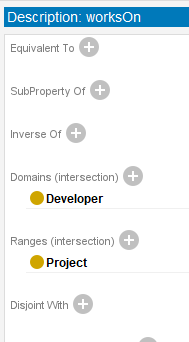 Description: worksOn
Equivalent To
SubProperty Of
Inverse Of
Domains (intersection)
Developer
Ranges (intersection)
Project
Disjoint With